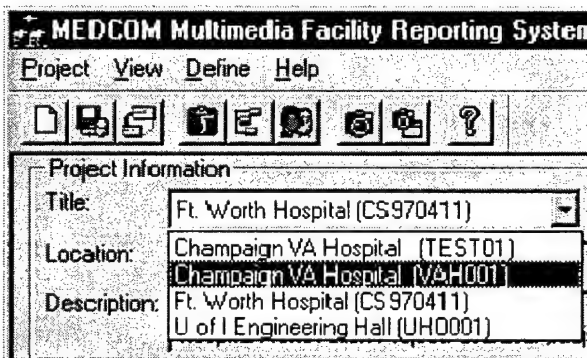 MEDCOM Multimedia Facility Reporting System
Project View Define Help
Project Information
Title: Ft. Worth Hospital (CS970411)
Location:
Champaign VA Hospital (TEST01)
Champaign VA Hospital (VAH001)
Description:
Ft. Worth Hospital (CS970411)
U of I Engineering Hall (UH0001)